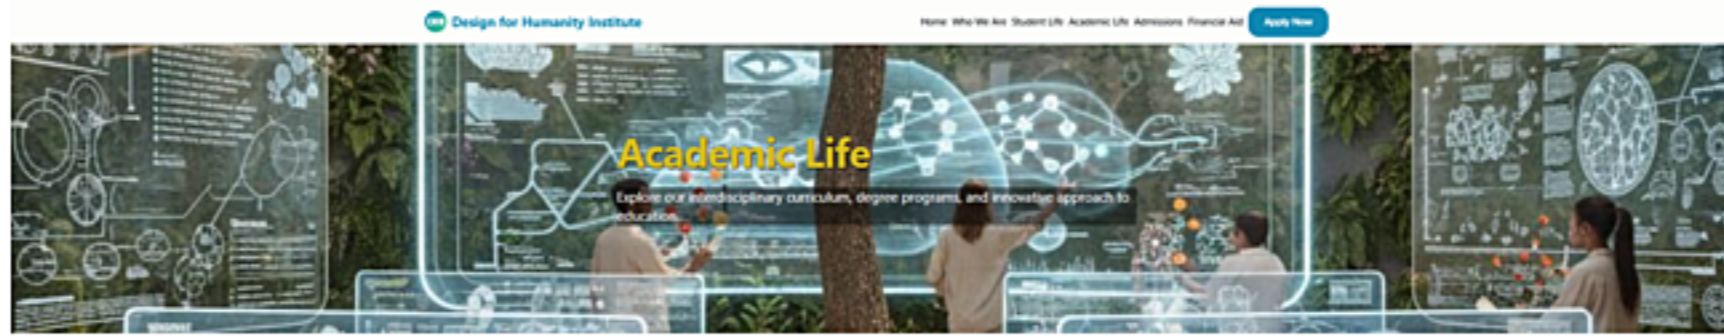 Design for Humanity Institute
Home Who We Are Student Life Academic Life Admissions Financial Aid Apply Now
Academic Life
Explore our interdisciplinary curriculum, degree programs, and innovative approach to
education.